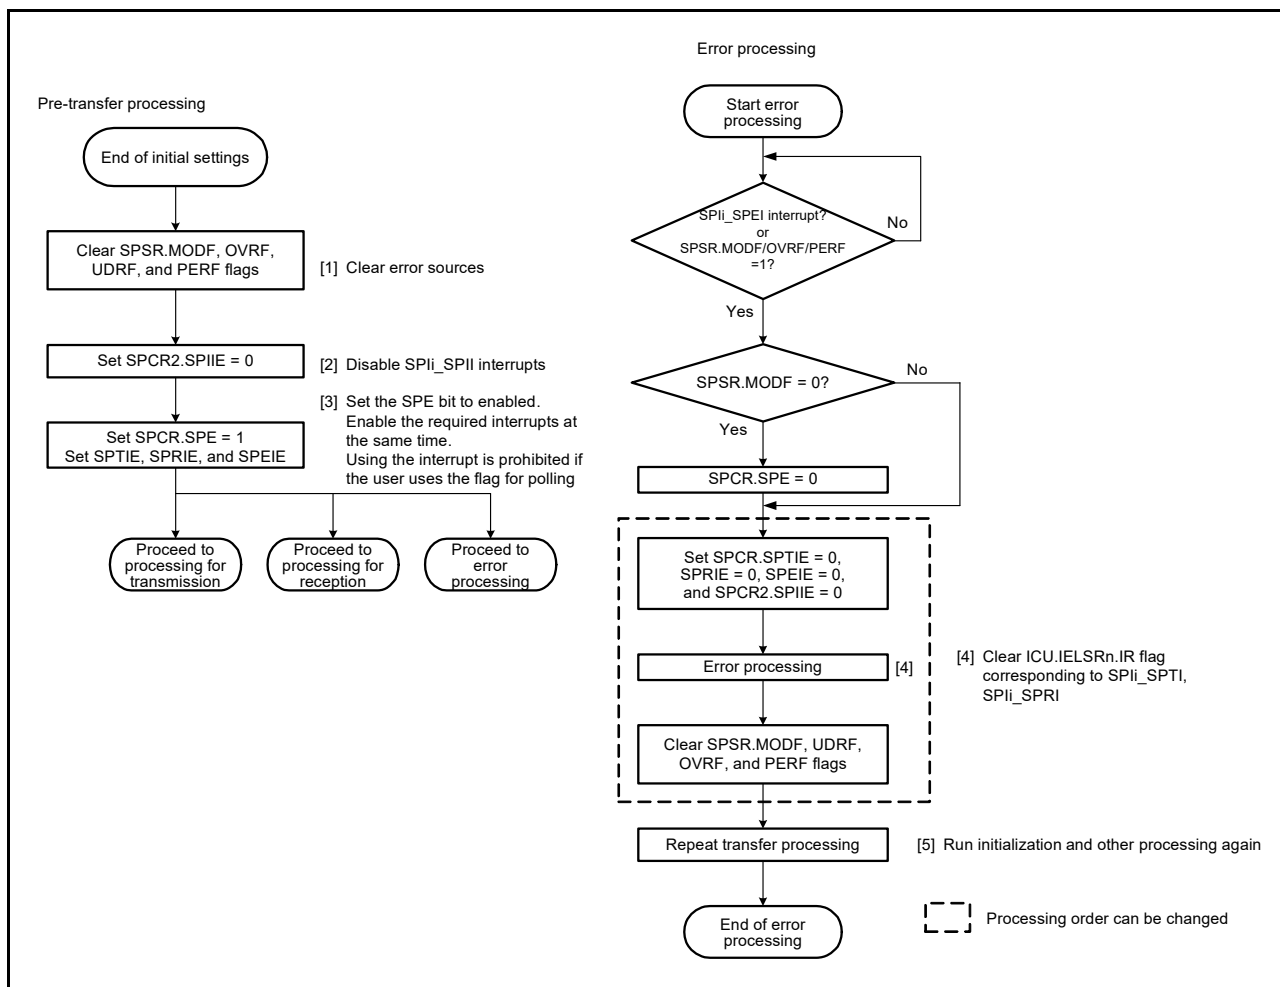 Pre-transfer processing
End of initial settings
Clear SPSR.MODF, OVRF,
UDRF, and PERF flags
[1] Clear error sources
Set SPCR2.SPIIE = 0
[2] Disable SPIi_SPII interrupts
Set SPCR.SPE = 1
Set SPTIE, SPRIE, and SPEIE
[3] Set the SPE bit to enabled.
Enable the required interrupts at
the same time.
Using the interrupt is prohibited if
the user uses the flag for polling
Proceed to
processing for
transmission
Proceed to
processing for
reception
Proceed to
error
processing
Error processing
Start error
processing
SPIi_SPEI interrupt?
or
SPSR.MODF/OVRF/PERF
=1?
No
Yes
SPSR.MODF = 0?
No
Yes
SPCR.SPE = 0
Set SPCR.SPTIE = 0,
SPRIE = 0, SPEIE = 0,
and SPCR2.SPIIE = 0
Error processing
[4]
[4] Clear ICU.IELSRn.IR flag
corresponding to SPIi_SPTI,
SPIi_SPRI
Clear SPSR.MODF, UDRF,
OVRF, and PERF flags
Repeat transfer processing
[5] Run initialization and other processing again
End of error
processing
Processing order can be changed